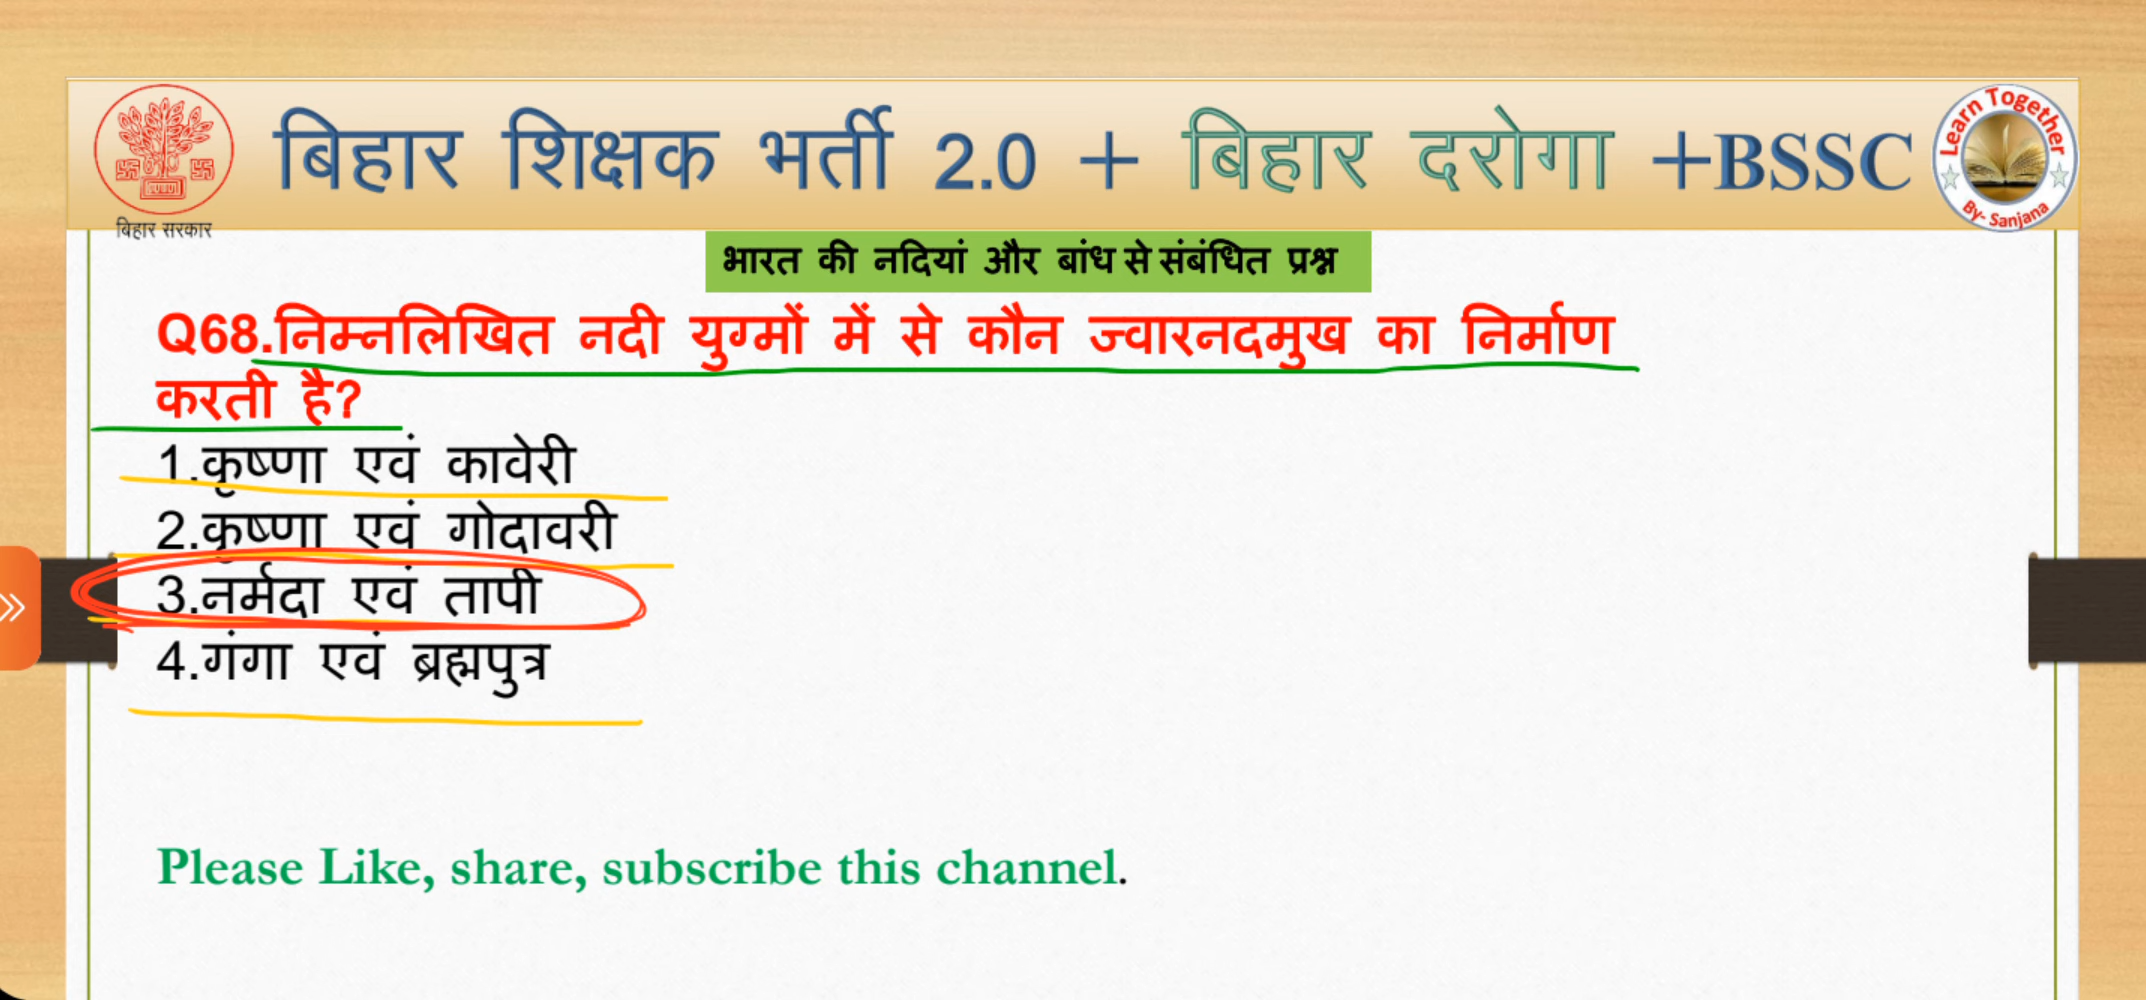 बिहार शिक्षक भर्ती 2.0 + बिहार दरोगा +BSSC
Learn Together
By- Sanjana
बिहार सरकार
भारत की नदियां और बांध से संबंधित प्रश्न
Q68.निम्नलिखित नदी युग्मों में से कौन ज्वारनदमुख का निर्माण
करती है?
1.कृष्णा एवं कावेरी
2.कृष्णा एवं गोदावरी
3.नर्मदा एवं तापी
4.गंगा एवं ब्रह्मपुत्र
Please Like, share, subscribe this channel.